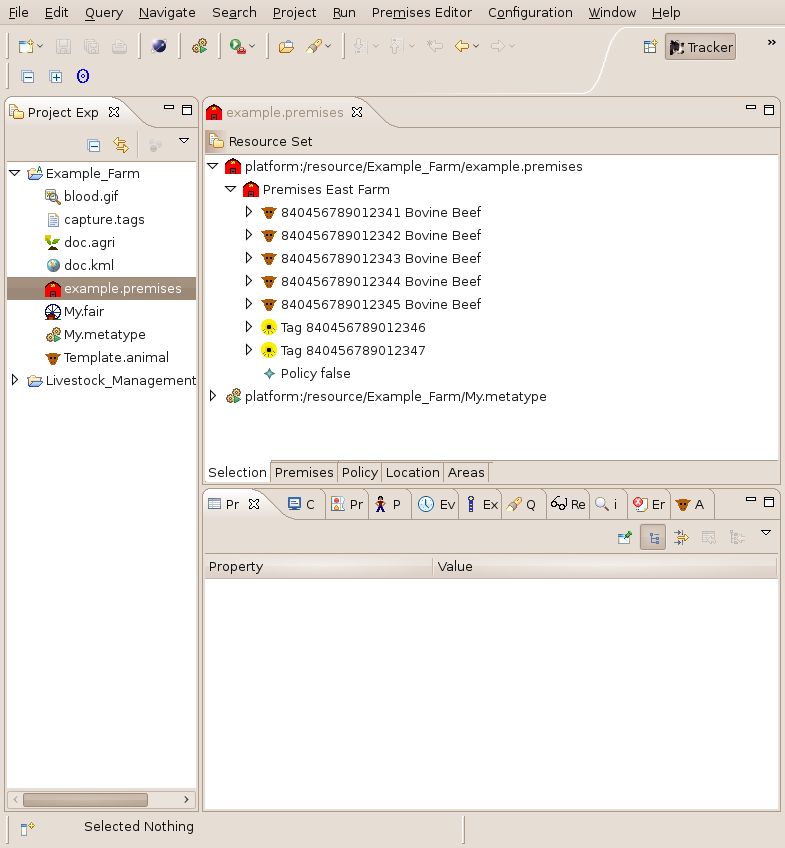 File Edit Query Navigate Search Project Run Premises Editor Configuration Window Help
Tracker
Project Exp
Example_Farm
blood.gif
capture.tags
doc.agri
doc.kml
example.premises
My.fair
My.metatype
Template.animal
Livestock_Management
example.premises
Resource Set
platform:/resource/Example_Farm/example.premises
Premises East Farm
840456789012341 Bovine Beef
840456789012342 Bovine Beef
840456789012343 Bovine Beef
840456789012344 Bovine Beef
840456789012345 Bovine Beef
Tag 840456789012346
Tag 840456789012347
Policy false
platform:/resource/Example_Farm/My.metatype
Selection Premises Policy Location Areas
Pr C Pr P Ev Ex Q Re i Er A
Property Value
Selected Nothing